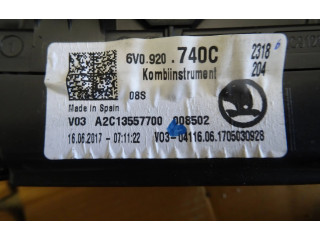 6V0.920.740C
2318
204
Kombiinstrument
08S
Made in Spain
V03 A2C13557700 008502
16.06.2017 - 07:11:22 V03-04116.06.1705030928